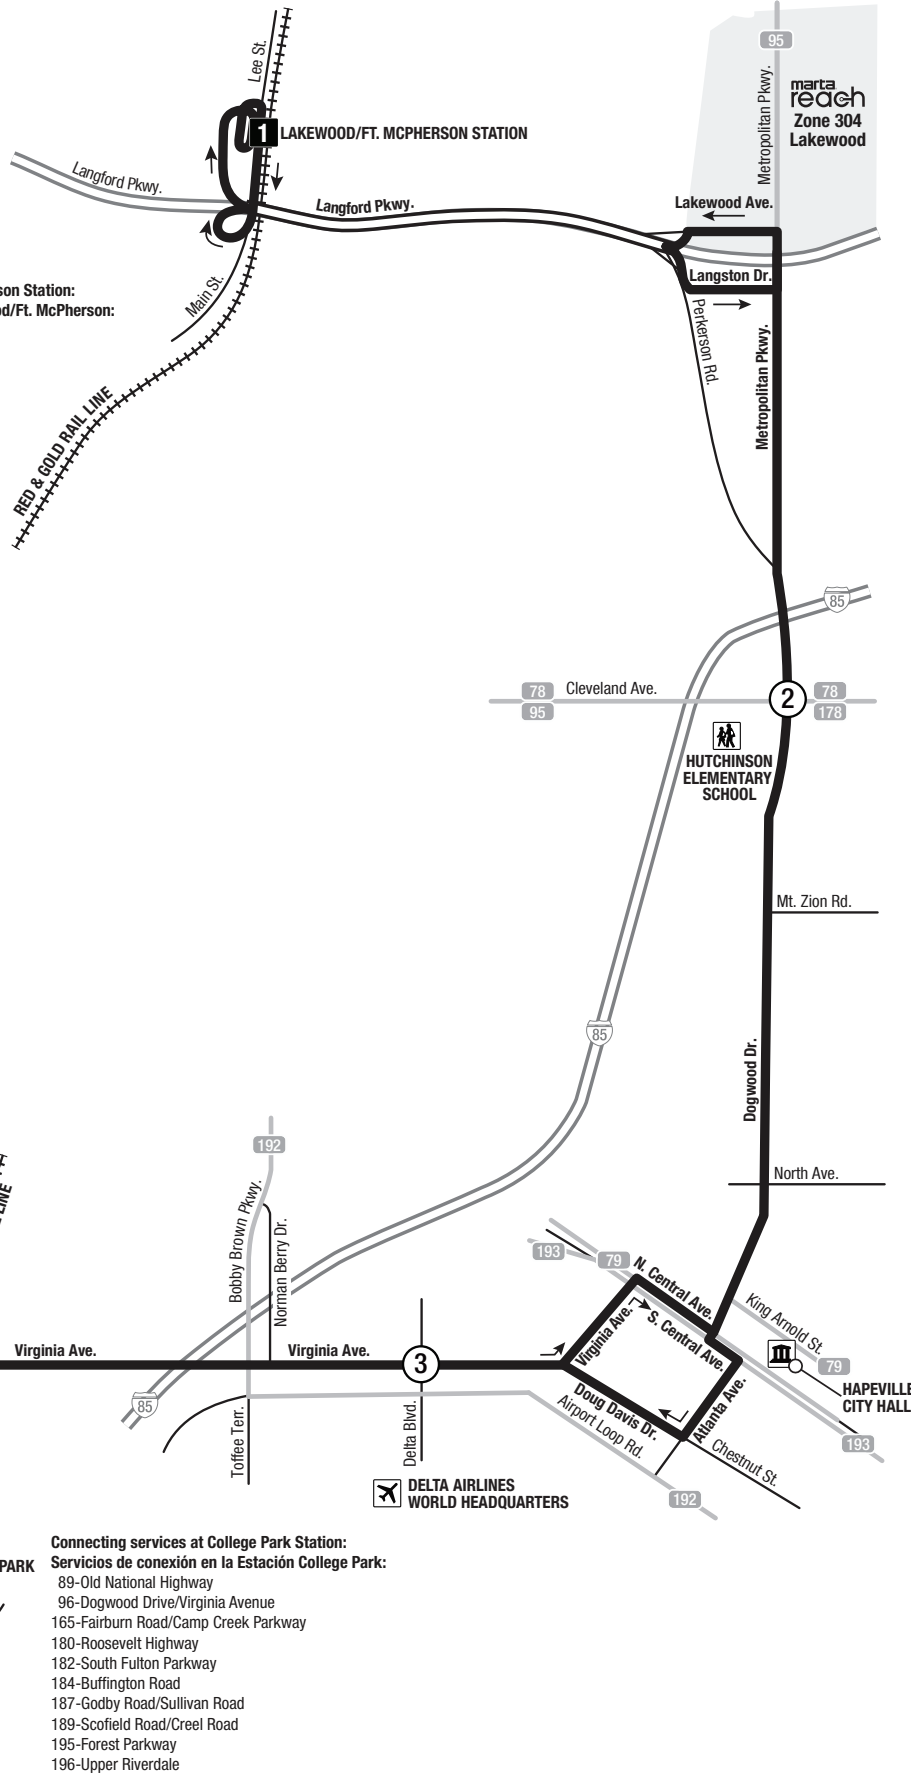 Lee St.
95
Metropolitan Pkwy.
marta
reach
Zone 304
Lakewood
1
LAKEWOOD/FT. MCPHERSON STATION
Langford Pkwy.
Langford Pkwy.
Lakewood Ave.
Langston Dr.
Main St.
son Station:
od/Ft. McPherson:
Perkerson Rd.
Metropolitan Pkwy.
RED & GOLD RAIL LINE
85
78
95
Cleveland Ave.
2
78
178
HUTCHINSON
ELEMENTARY
SCHOOL
Mt. Zion Rd.
85
Dogwood Dr.
192
North Ave.
LINE
Bobby Brown Pkwy.
Norman Berry Dr.
193
79
N. Central Ave.
King Arnold St.
79
S. Central Ave.
Virginia Ave.
Virginia Ave.
Virginia Ave.
3
HAPEVILLE
CITY HALL
85
Doug Davis Dr.
Atlanta Ave.
Airport Loop Rd.
193
Toffee Terr.
Delta Blvd.
Chestnut St.
192
DELTA AIRLINES
WORLD HEADQUARTERS
PARK
Connecting services at College Park Station:
Servicios de conexión en la Estación College Park:
89-Old National Highway
96-Dogwood Drive/Virginia Avenue
165-Fairburn Road/Camp Creek Parkway
180-Roosevelt Highway
182-South Fulton Parkway
184-Buffington Road
187-Godby Road/Sullivan Road
189-Scofield Road/Creel Road
195-Forest Parkway
196-Upper Riverdale